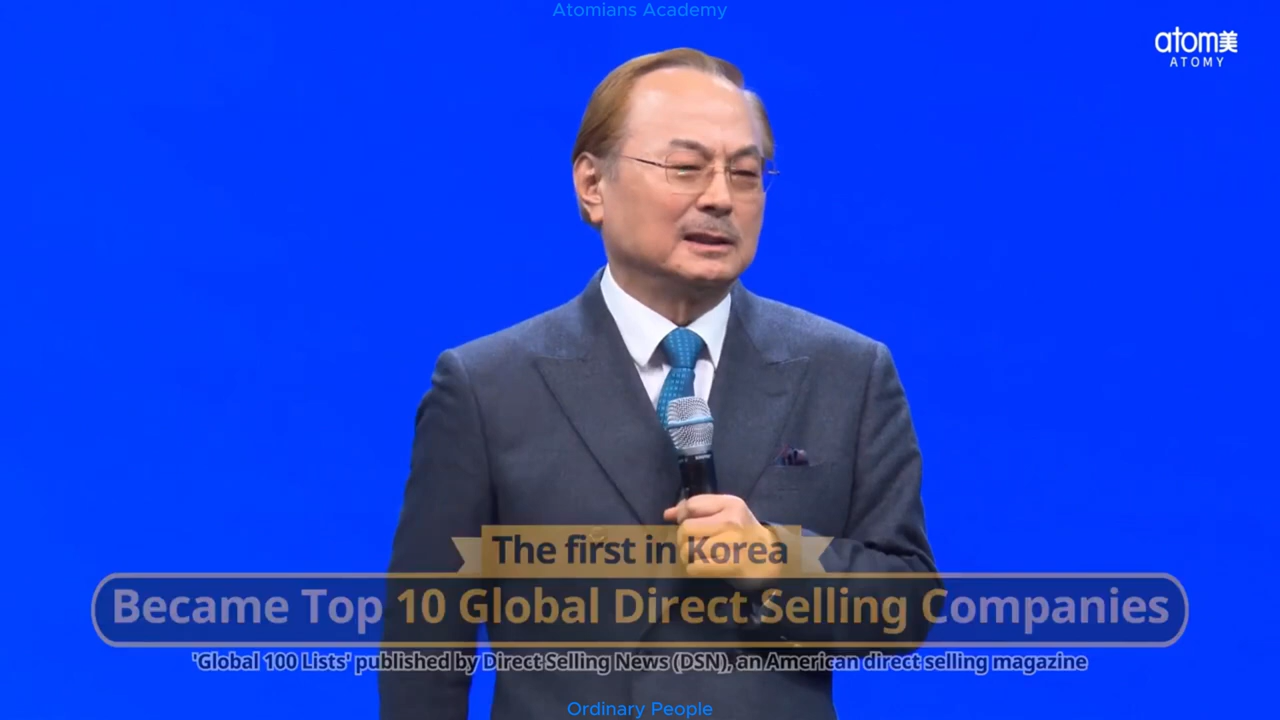 Atomians Academy
atom美
ATOMY
The first in Korea
Became Top 10 Global Direct Selling Companies
'Global 100 Lists' published by Direct Selling News (DSN), an American direct selling magazine
Ordinary People